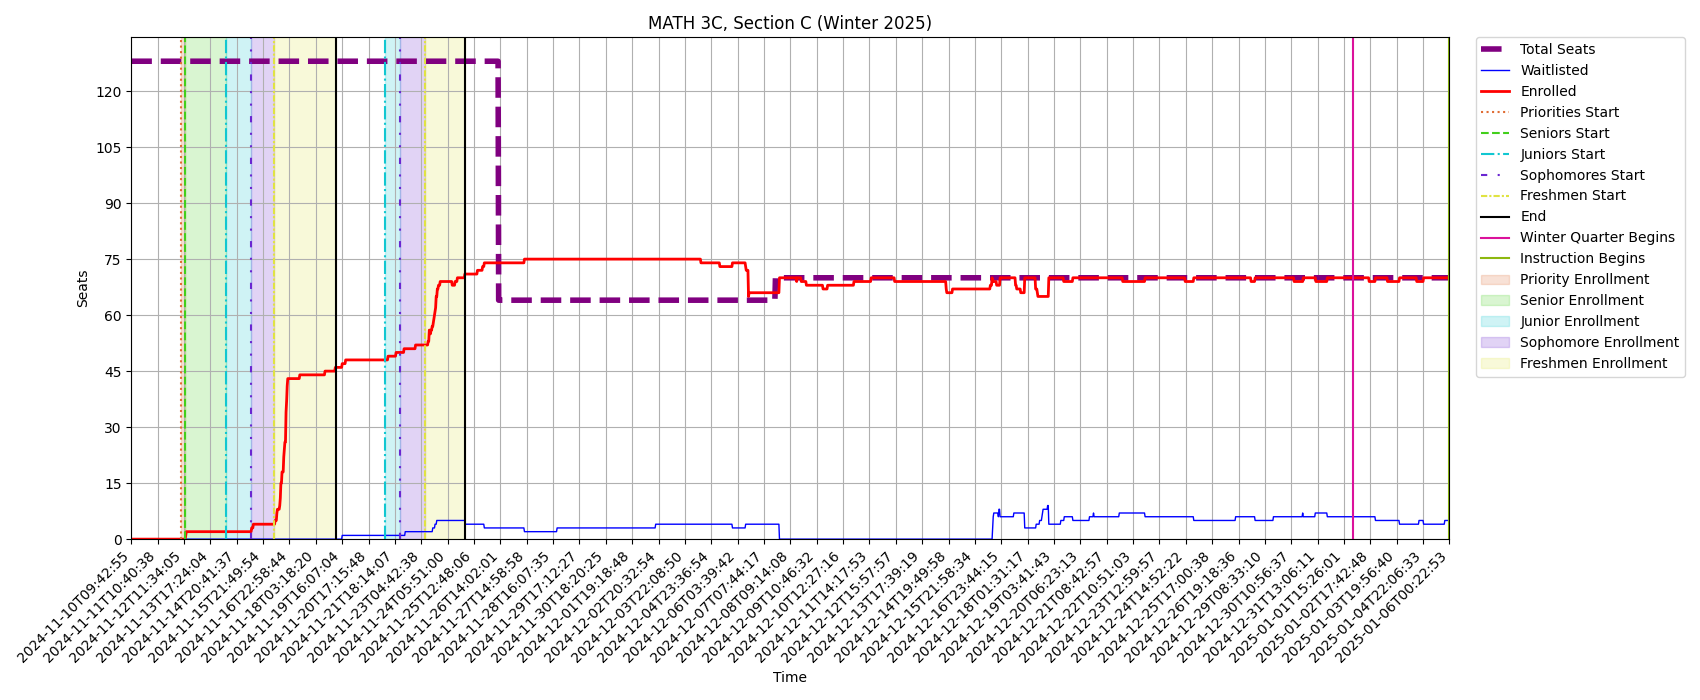 MATH 3C, Section C (Winter 2025)
Seats
120
105
90
75
60
45
30
15
0
2024-11-10T09:42:55
2024-11-11T10:40:38
2024-11-12T11:34:05
2024-11-13T17:24:04
2024-11-14T20:41:37
2024-11-15T21:49:54
2024-11-16T22:58:44
2024-11-18T03:18:20
2024-11-19T16:07:04
2024-11-20T17:15:48
2024-11-21T18:14:07
2024-11-23T04:42:38
2024-11-24T05:51:00
2024-11-25T12:48:06
2024-11-26T14:02:01
2024-11-27T14:58:58
2024-11-28T16:07:35
2024-11-29T17:12:27
2024-11-30T18:20:25
2024-12-01T19:18:48
2024-12-02T20:32:54
2024-12-03T22:08:50
2024-12-04T23:36:54
2024-12-06T03:39:42
2024-12-07T07:44:17
2024-12-08T09:14:08
2024-12-09T10:46:32
2024-12-10T12:27:16
2024-12-11T14:17:53
2024-12-12T15:57:57
2024-12-13T17:39:19
2024-12-14T19:49:58
2024-12-15T21:58:34
2024-12-16T23:44:15
2024-12-18T01:31:17
2024-12-19T03:41:43
2024-12-20T06:23:13
2024-12-21T08:42:57
2024-12-22T10:51:03
2024-12-23T12:59:57
2024-12-24T14:52:22
2024-12-25T17:00:38
2024-12-26T19:18:36
2024-12-29T08:33:10
2024-12-30T10:56:37
2024-12-31T13:06:11
2025-01-01T15:26:01
2025-01-02T17:42:48
2025-01-03T19:56:40
2025-01-04T22:06:33
2025-01-06T00:22:53
Time
Total Seats
Waitlisted
Enrolled
Priorities Start
Seniors Start
Juniors Start
Sophomores Start
Freshmen Start
End
Winter Quarter Begins
Instruction Begins
Priority Enrollment
Senior Enrollment
Junior Enrollment
Sophomore Enrollment
Freshmen Enrollment